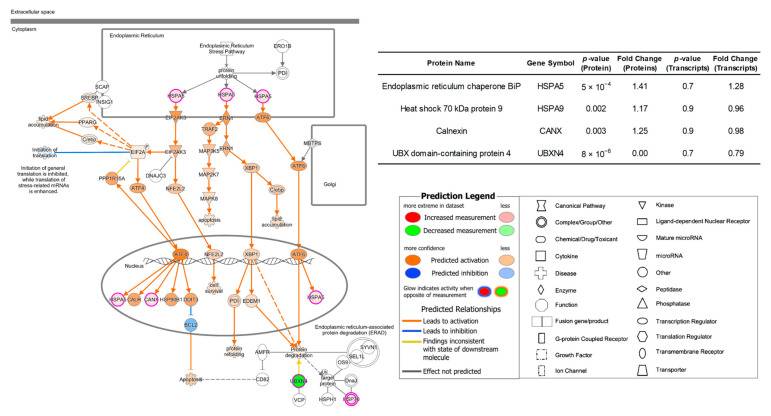 Extracellular space
Cytoplasm
Endoplasmic Reticulum
Endoplasmic Reticulum
Stress Pathway
ERO1B
PDI
protein
unfolding
HSPA5
HSPA5
HSPA5
SCAP
SREBP
INSIG1
lipid
accumulation
PPARG
C/ebp
EIF2AK3
ERN1
ATF6
TRAF2
ERN1
MBTPS
Initiation of
translation
EIF2A
EIF2AK3
MAP3K5
DNAJC3
MAP2K7
XBP1
ATF6
Golgi
Initiation of general
translation is inhibited,
while translation of
stress-related mRNAs
is enhanced.
PPP1R15A
ATF4
NFE2L2
MAPK8
C/ebp
apoptosis
lipid
accumulation
ATF4
NFE2L2
XBP1
ATF6
Nucleus
cell
survival
HSPA5
CALR
CANX
HSP90B1
DDIT3
PDI
EDEM1
HSPA5
BCL2
Endoplasmic reticulum-associated
protein degradation (ERAD)
protein
refolding
AMFR
Protein
degradation
SYVN1
SEL1L
OS9
Apoptosis
CD82
UBXN4
target
protein
DnaJ
VCP
HSPH1
HSP70
Protein Name Gene Symbol p-value (Protein) Fold Change (Proteins) p-value (Transcripts) Fold Change (Transcripts)
Endoplasmic reticulum chaperone BiP HSPA5 5 × 10⁻⁴ 1.41 0.7 1.28
Heat shock 70 kDa protein 9 HSPA9 0.002 1.17 0.9 0.96
Calnexin CANX 0.003 1.25 0.9 0.98
UBX domain-containing protein 4 UBXN4 8 × 10⁻⁶ 0.00 0.7 0.79
Prediction Legend
more extreme in dataset less
Increased measurement
Decreased measurement
more confidence less
Predicted activation
Predicted inhibition
Glow indicates activity when
opposite of measurement
Predicted Relationships
Leads to activation
Leads to inhibition
Findings inconsistent
with state of downstream
molecule
Effect not predicted
Canonical Pathway
Complex/Group/Other
Chemical/Drug/Toxicant
Cytokine
Disease
Enzyme
Function
Fusion gene/product
G-protein Coupled Receptor
Growth Factor
Ion Channel
Kinase
Ligand-dependent Nuclear Receptor
Mature microRNA
microRNA
Other
Peptidase
Phosphatase
Transcription Regulator
Translation Regulator
Transmembrane Receptor
Transporter